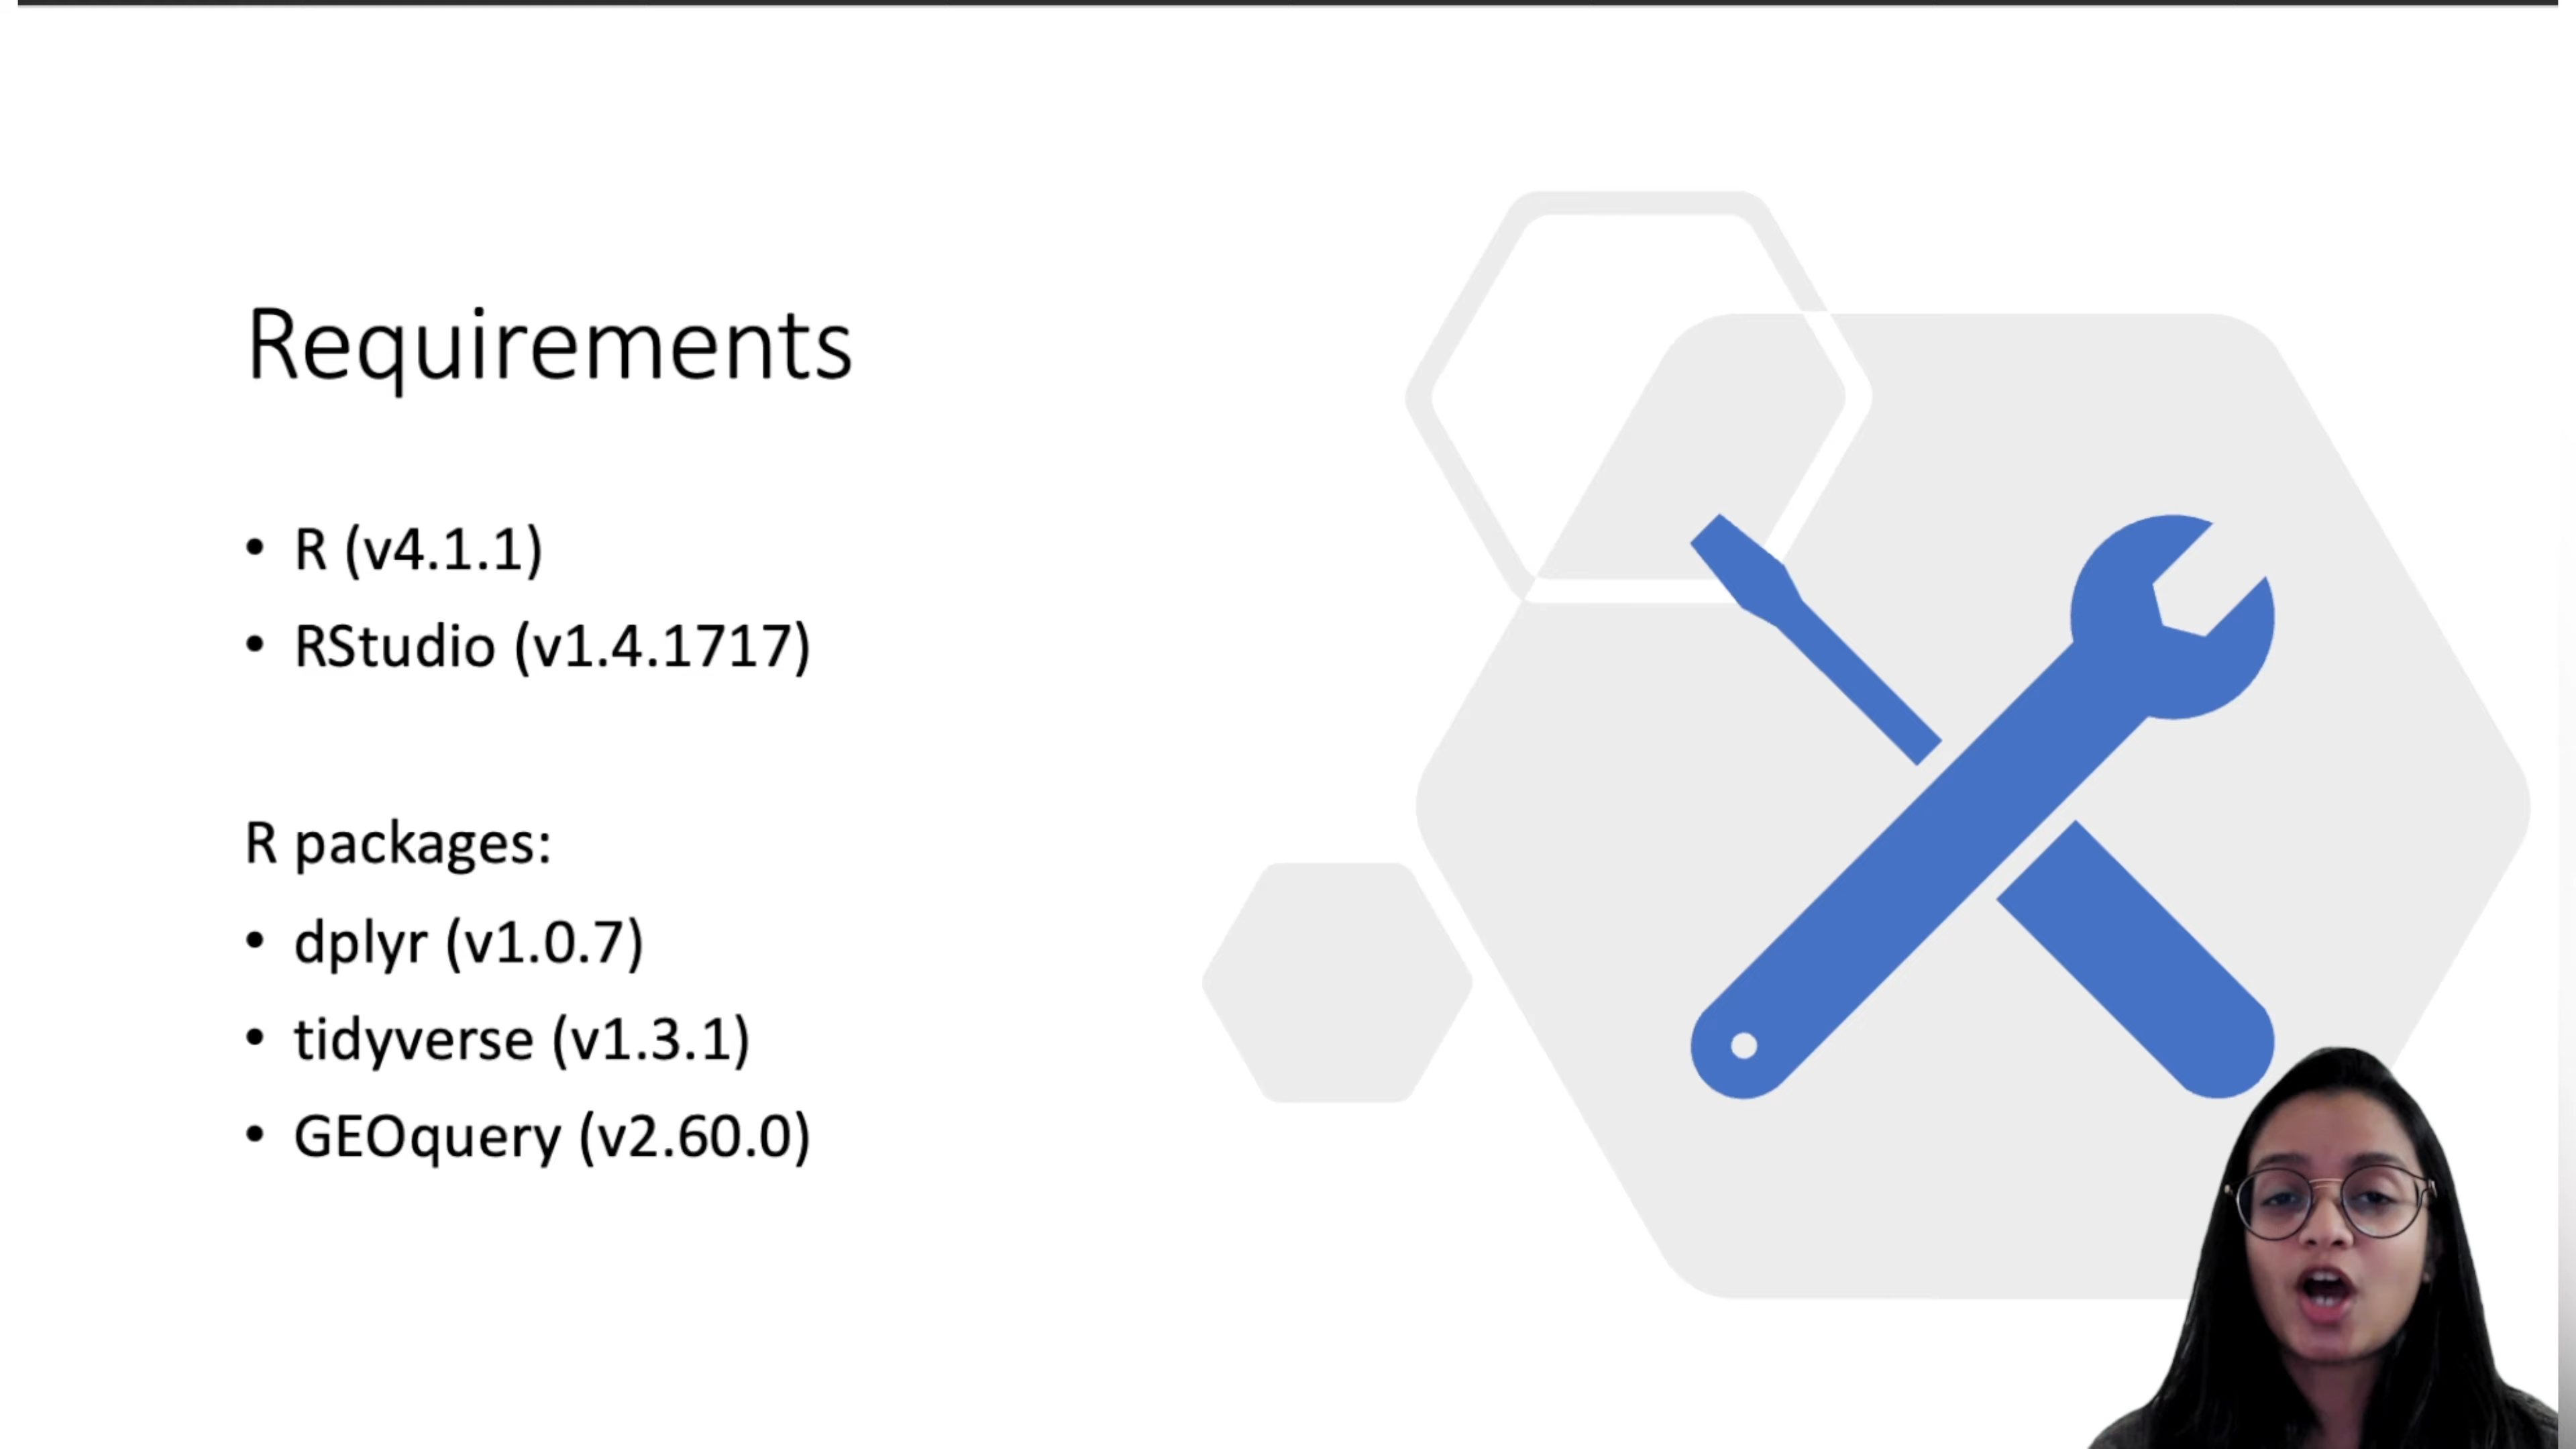 Requirements
• R (v4.1.1)
• RStudio (v1.4.1717)
R packages:
• dplyr (v1.0.7)
• tidyverse (v1.3.1)
• GEOquery (v2.60.0)